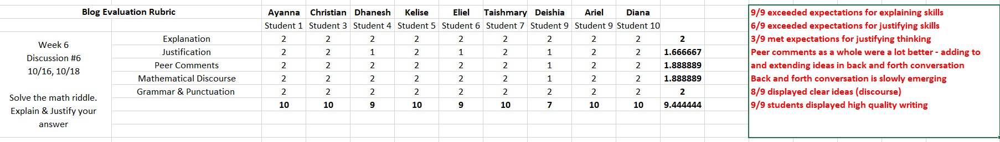 Blog Evaluation Rubric Ayanna Christian Dhanesh Kelise Eliel Taishmary Deishia Ariel Diana
Student 1 Student 3 Student 4 Student 5 Student 6 Student 7 Student 9 Student 9 Student 10
Week 6
Discussion #6
10/16, 10/18
Solve the math riddle.
Explain & Justify your
answer
Explanation 2 2 2 2 2 2 2 2 2 2
Justification 2 2 1 2 1 2 1 2 2 1.666667
Peer Comments 2 2 2 2 2 2 1 2 2 1.888889
Mathematical Discourse 2 2 2 2 2 2 1 2 2 1.888889
Grammar & Punctuation 2 2 2 2 2 2 2 2 2 2
10 10 9 10 9 10 7 10 10 9.444444
9/9 exceeded expectations for explaining skills
6/9 exceeded expectations for justifying skills
3/9 met expectations for justifying thinking
Peer comments as a whole were a lot better - adding to
and extending ideas in back and forth conversation
Back and forth conversation is slowly emerging
8/9 displayed clear ideas (discourse)
9/9 students displayed high quality writing